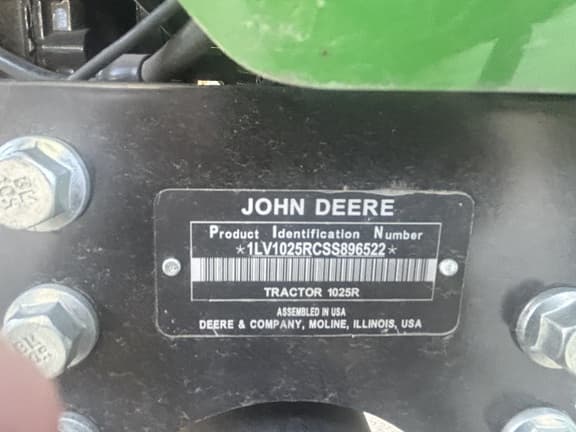 JOHN DEERE
Product Identification Number
*1LV1025RCSS896522*
TRACTOR 1025R
ASSEMBLED IN USA
DEERE & COMPANY, MOLINE, ILLINOIS, USA